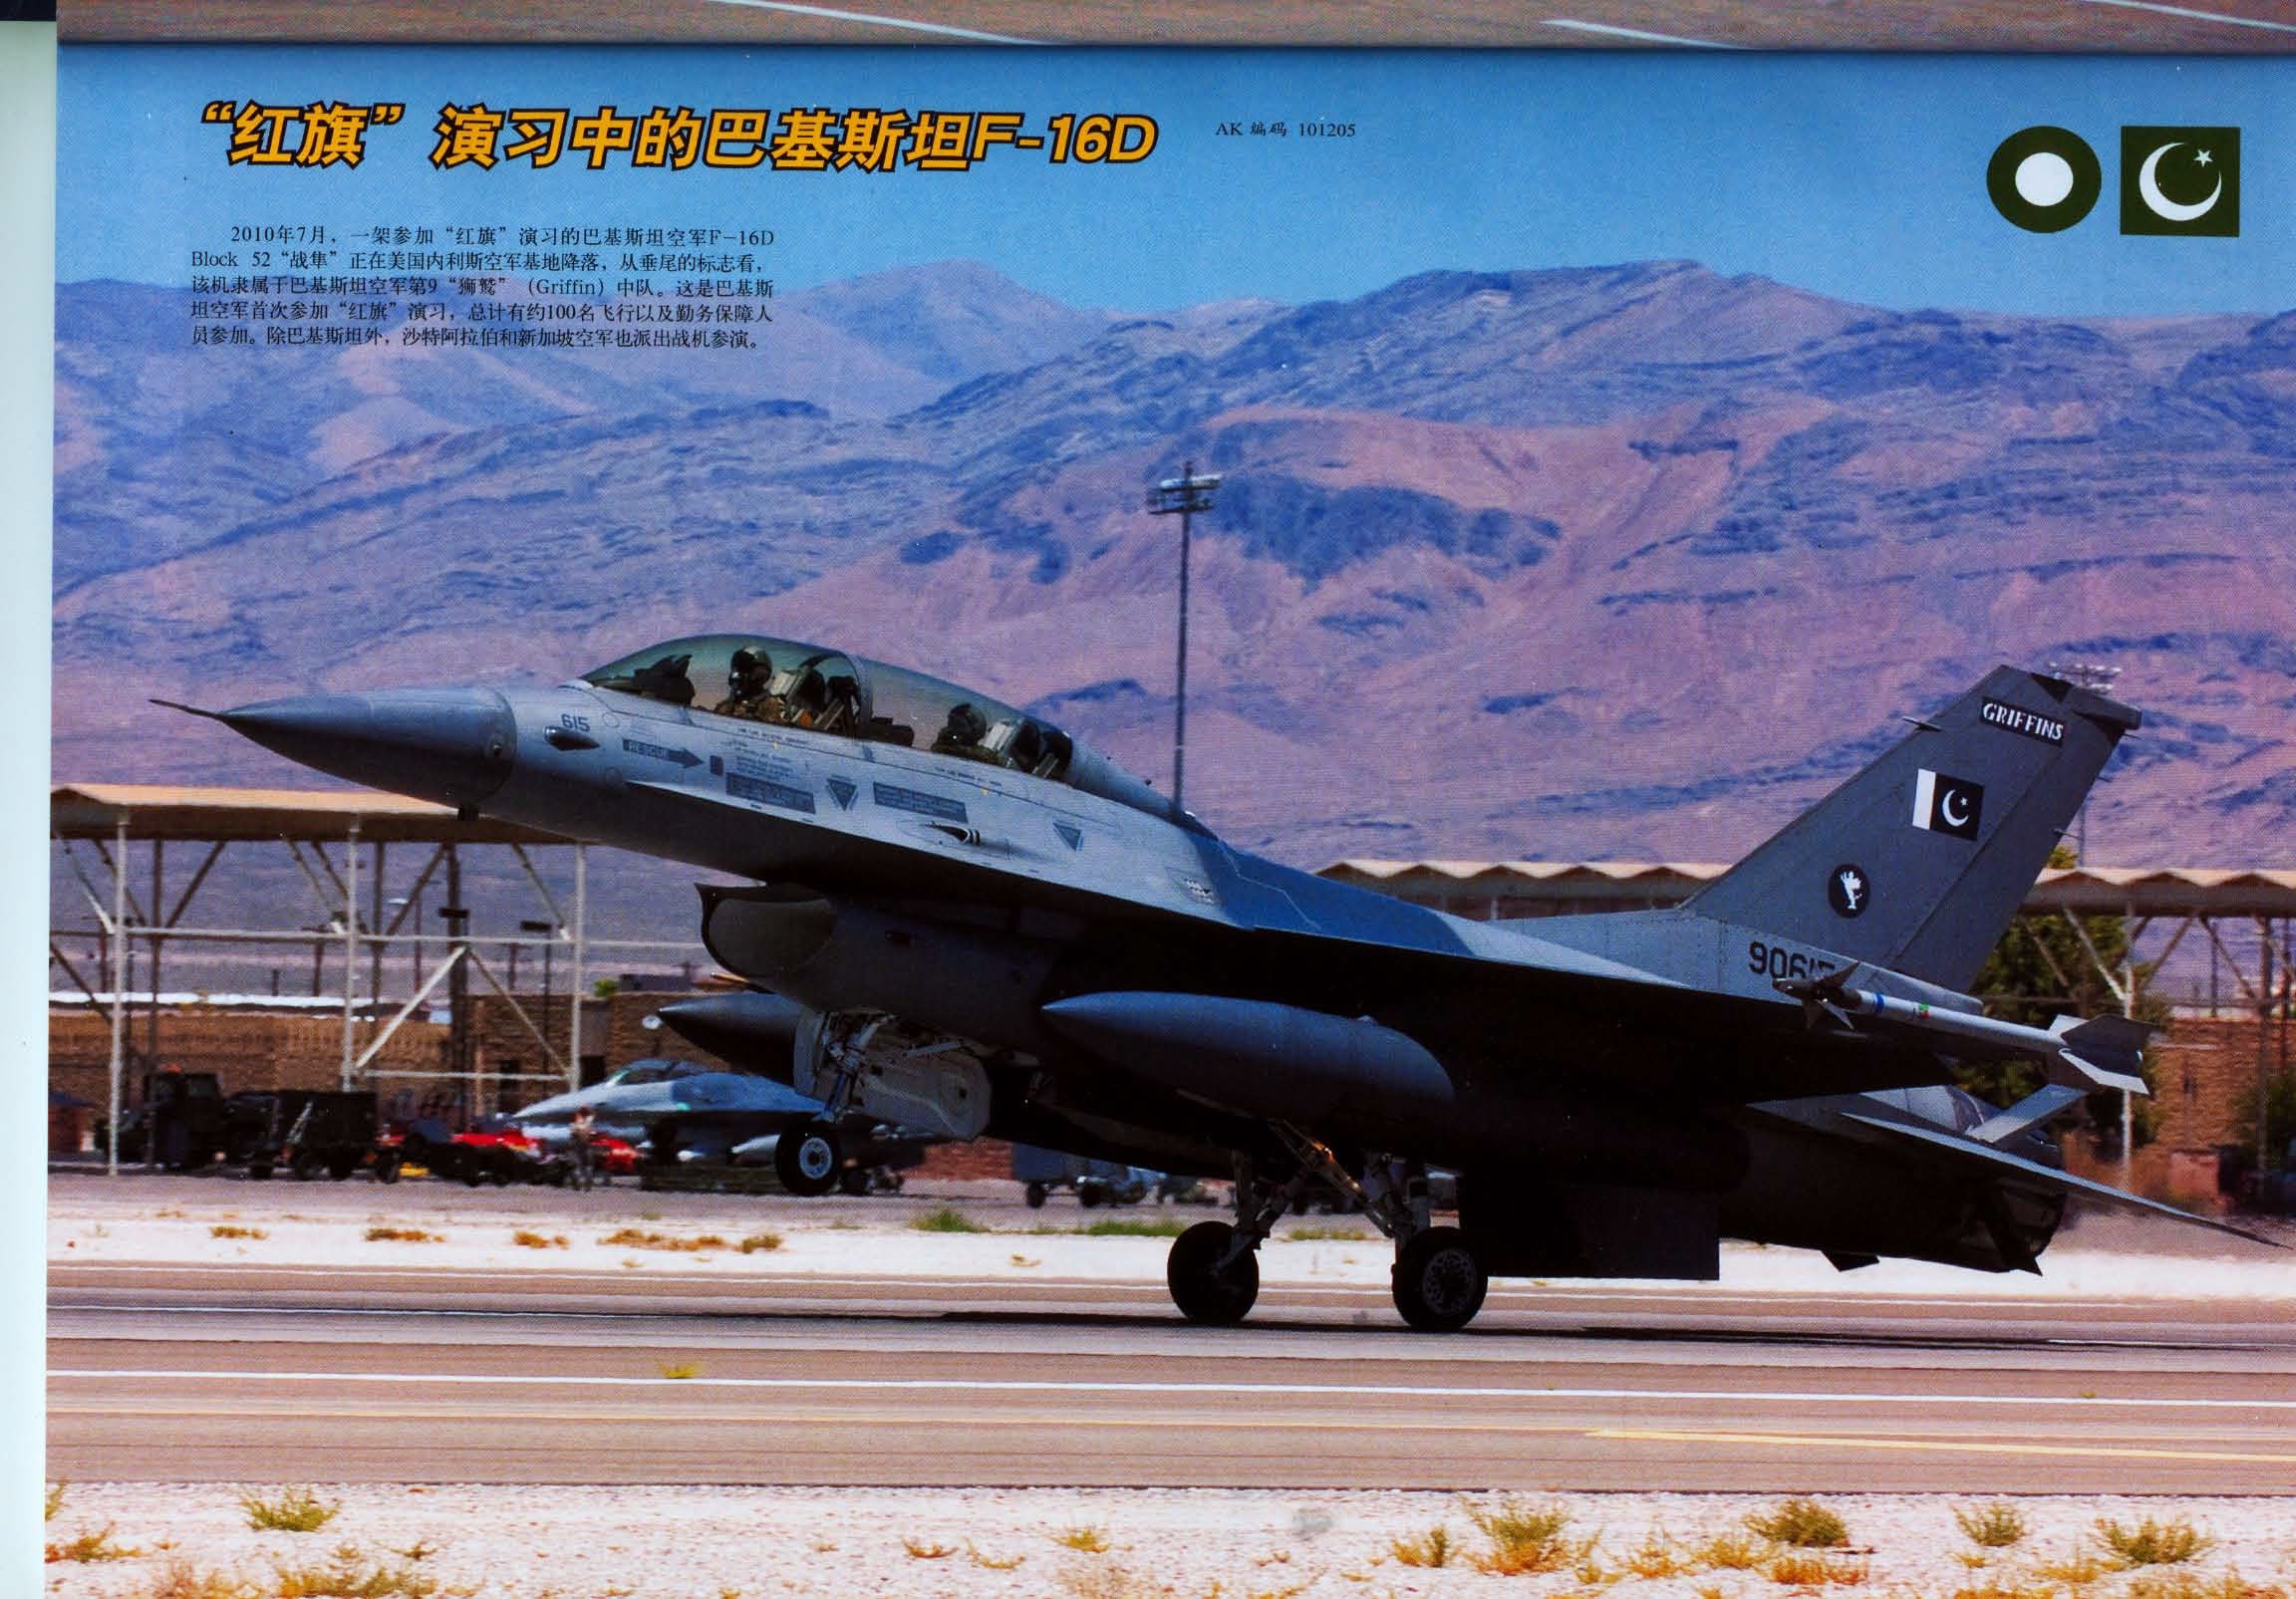 “红旗”演习中的巴基斯坦F-16D
AK 编码 101205
2010年7月，一架参加“红旗”演习的巴基斯坦空军F-16D
Block 52“战隼”正在美国内利斯空军基地降落，从垂尾的标志看，
该机隶属于巴基斯坦空军第9“狮鹫”（Griffin）中队。这是巴基斯
坦空军首次参加“红旗”演习，总计有约100名飞行以及勤务保障人
员参加。除巴基斯坦外，沙特阿拉伯和新加坡空军也派出战机参演。
615
RESCUE
GRIFFINS